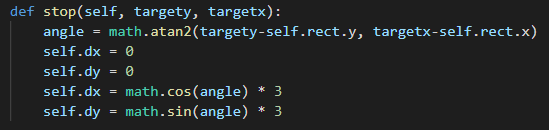 def stop(self, targety, targetx):
    angle = math.atan2(targety-self.rect.y, targetx-self.rect.x)
    self.dx = 0
    self.dy = 0
    self.dx = math.cos(angle) * 3
    self.dy = math.sin(angle) * 3